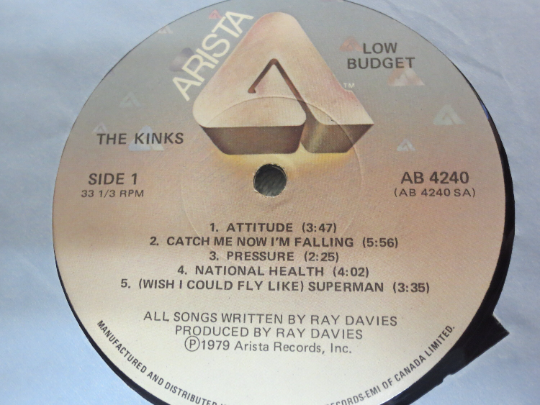 ARISTA
™
LOW
BUDGET
THE KINKS
SIDE 1
33 1/3 RPM
AB 4240
(AB 4240 SA)
1. ATTITUDE (3:47)
2. CATCH ME NOW I'M FALLING (5:56)
3. PRESSURE (2:25)
4. NATIONAL HEALTH (4:02)
5. (WISH I COULD FLY LIKE) SUPERMAN (3:35)
ALL SONGS WRITTEN BY RAY DAVIES
PRODUCED BY RAY DAVIES
Ⓟ1979 Arista Records, Inc.
MANUFACTURED AND DISTRIBUTED RECORDS-EMI OF CANADA LIMITED.